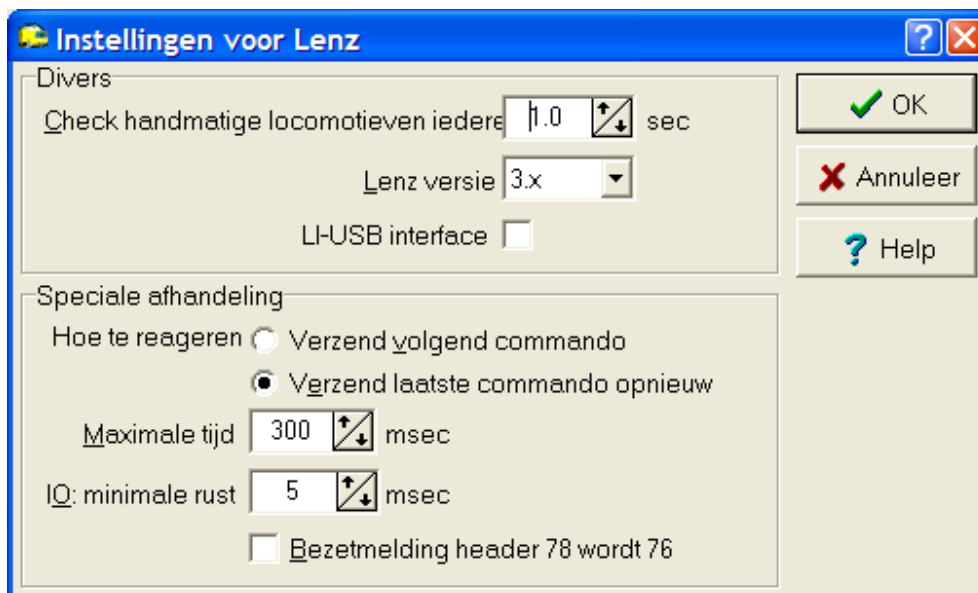 Instellingen voor Lenz
Divers
Check handmatige locomotieven iedere 1.0 sec
Lenz versie 3.x
LI-USB interface
OK
Annuleer
? Help
Speciale afhandeling
Hoe te reageren Verzend volgend commando
Verzend laatste commando opnieuw
Maximale tijd 300 msec
IO: minimale rust 5 msec
Bezetmelding header 78 wordt 76